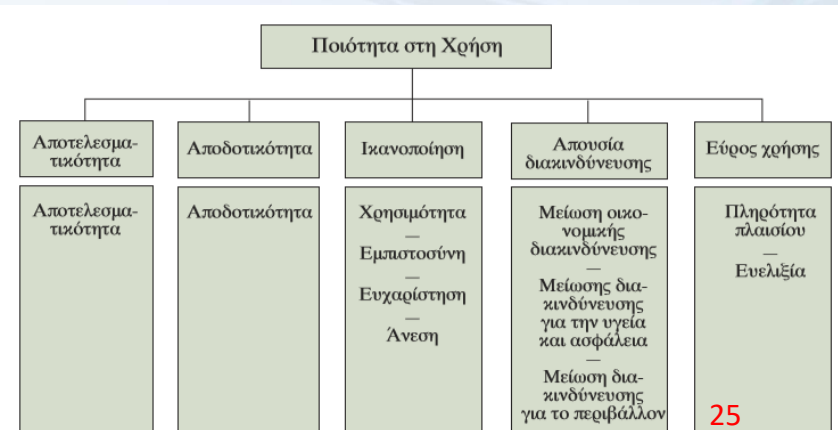 Ποιότητα στη Χρήση
Αποτελεσμα-
τικότητα
Αποδοτικότητα
Ικανοποίηση
Απουσία
διακινδύνευσης
Εύρος χρήσης
Αποτελεσμα-
τικότητα
Αποδοτικότητα
Χρησιμότητα
—
Εμπιστοσύνη
—
Ευχαρίστηση
—
Άνεση
Μείωση οικο-
νομικής
διακινδύνευσης
—
Μείωσης δια-
κινδύνευσης
για την υγεία
και ασφάλεια
—
Μείωση δια-
κινδύνευσης
για το περιβάλλον
Πληρότητα
πλαισίου
—
Ευελιξία
25